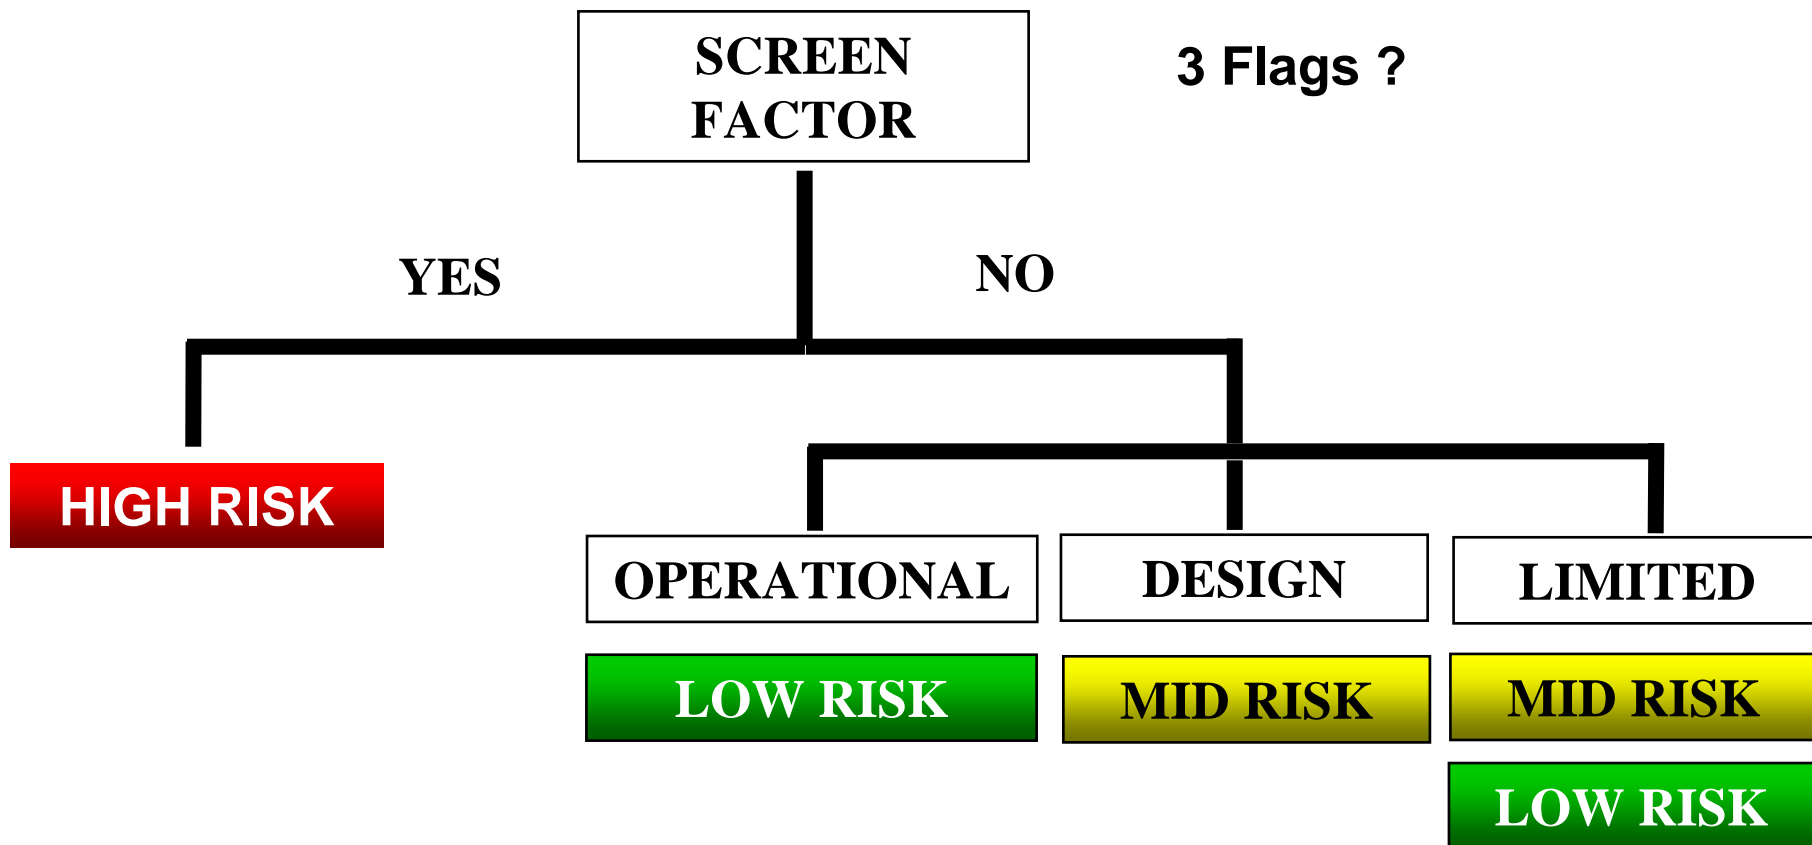 SCREEN
FACTOR
3 Flags ?
YES
NO
HIGH RISK
OPERATIONAL
DESIGN
LIMITED
LOW RISK
MID RISK
MID RISK
LOW RISK